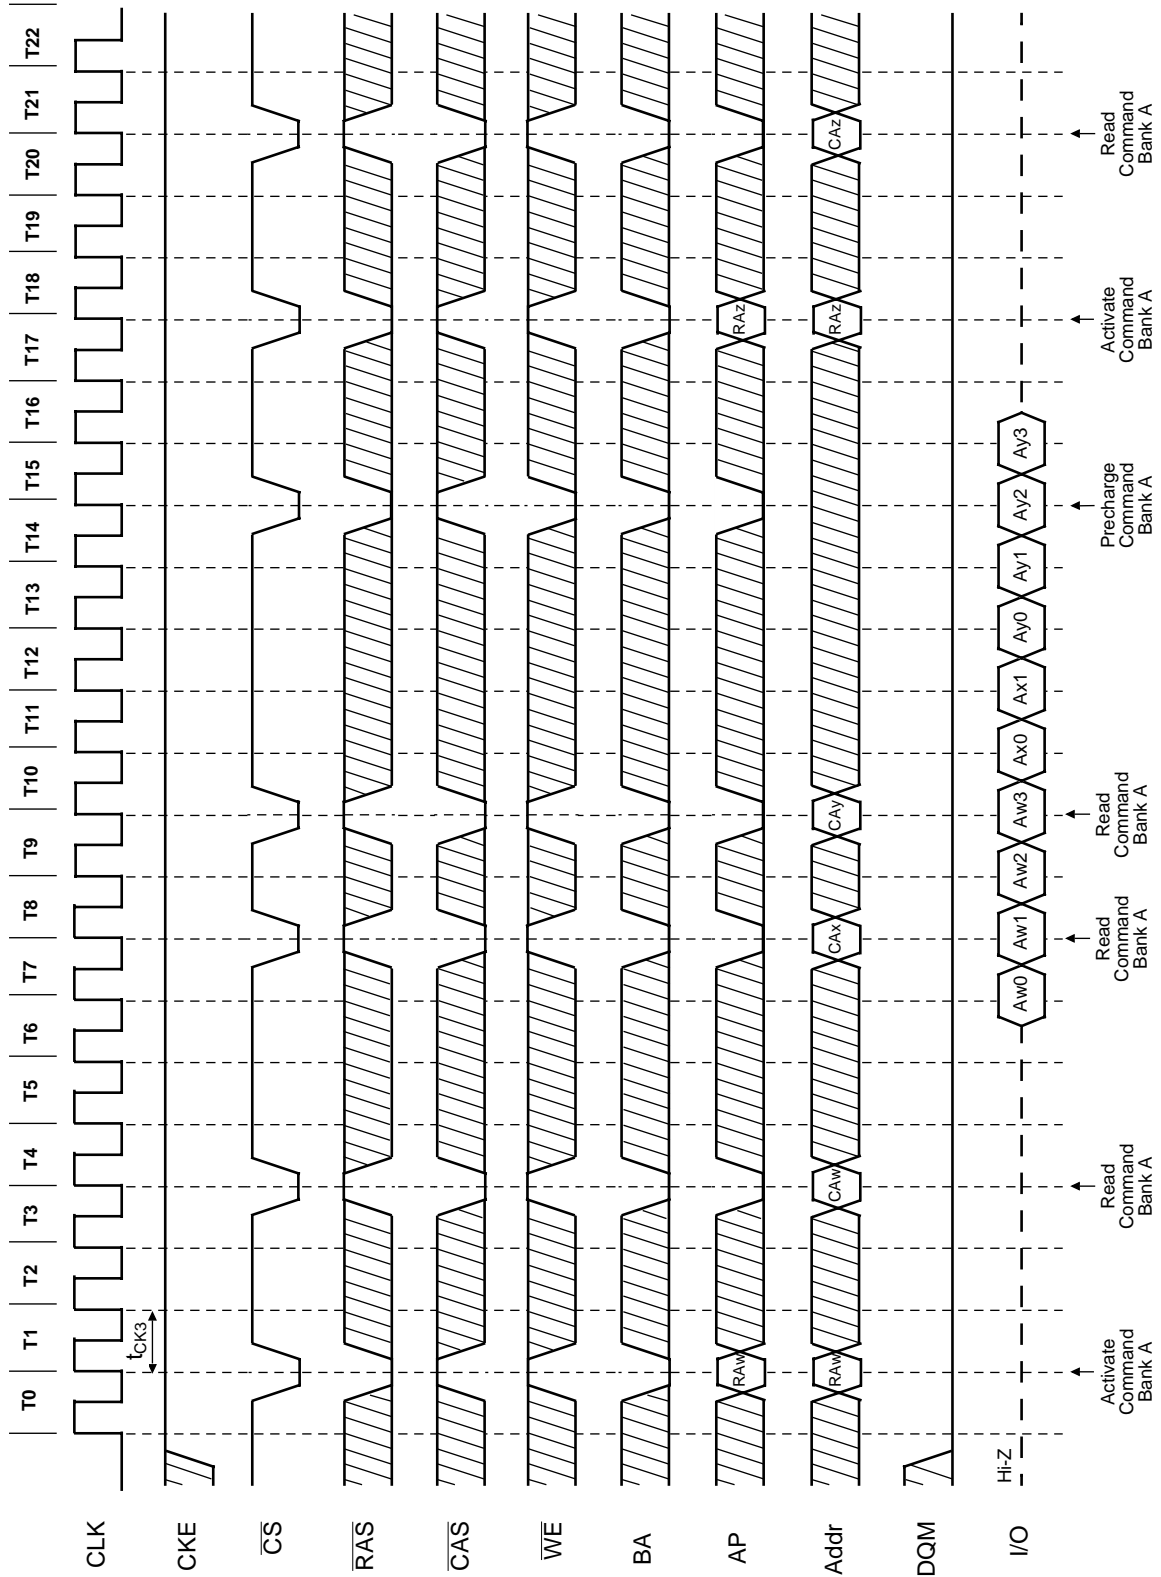 T0 T1 T2 T3 T4 T5 T6 T7 T8 T9 T10 T11 T12 T13 T14 T15 T16 T17 T18 T19 T20 T21 T22
CLK
tCK3
CKE
CS
RAS
CAS
WE
BA
AP RAw RAz
Addr RAw CAw CAx CAy RAz CAz
DQM
I/O Hi-Z Aw0 Aw1 Aw2 Aw3 Ax0 Ax1 Ay0 Ay1 Ay2 Ay3
Activate
Command
Bank A
Read
Command
Bank A
Read
Command
Bank A
Read
Command
Bank A
Precharge
Command
Bank A
Activate
Command
Bank A
Read
Command
Bank A